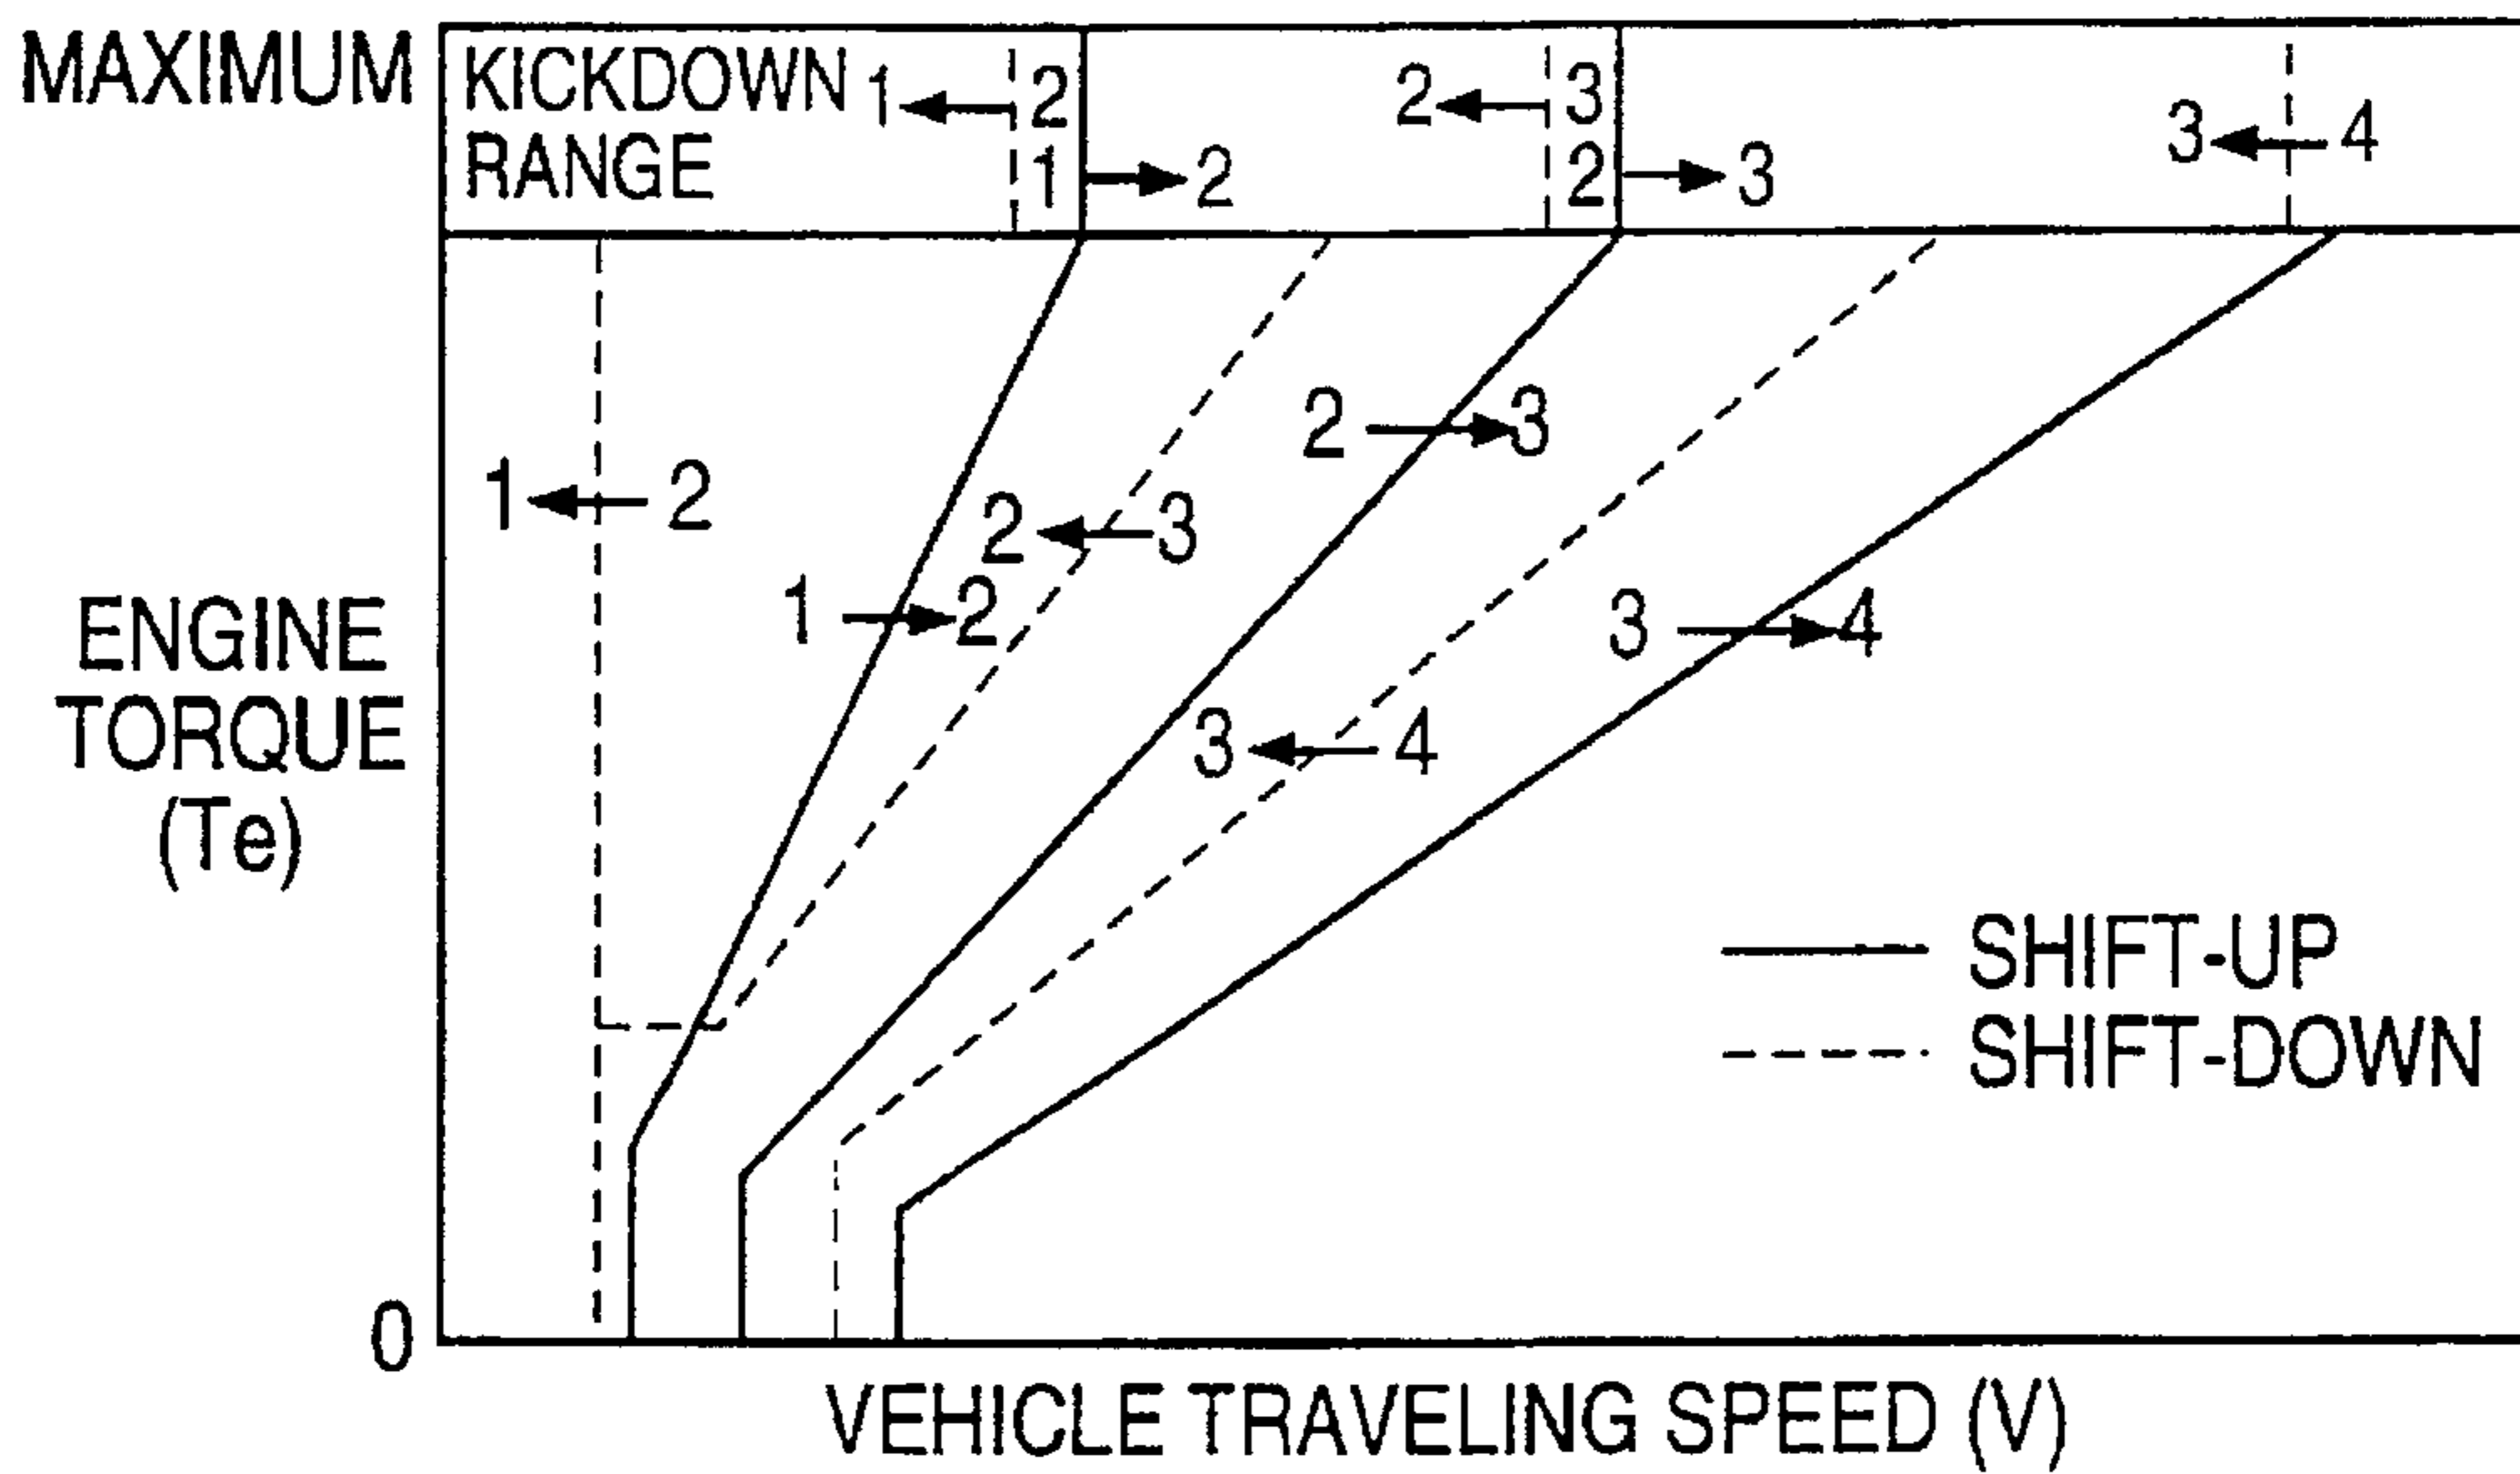 MAXIMUM
KICKDOWN
RANGE
1 2
1 2
2 3
2 3
3 4
1 2
2 3
2 3
1 2
3 4
3 4
ENGINE
TORQUE
(Te)
SHIFT-UP
SHIFT-DOWN
0
VEHICLE TRAVELING SPEED (V)